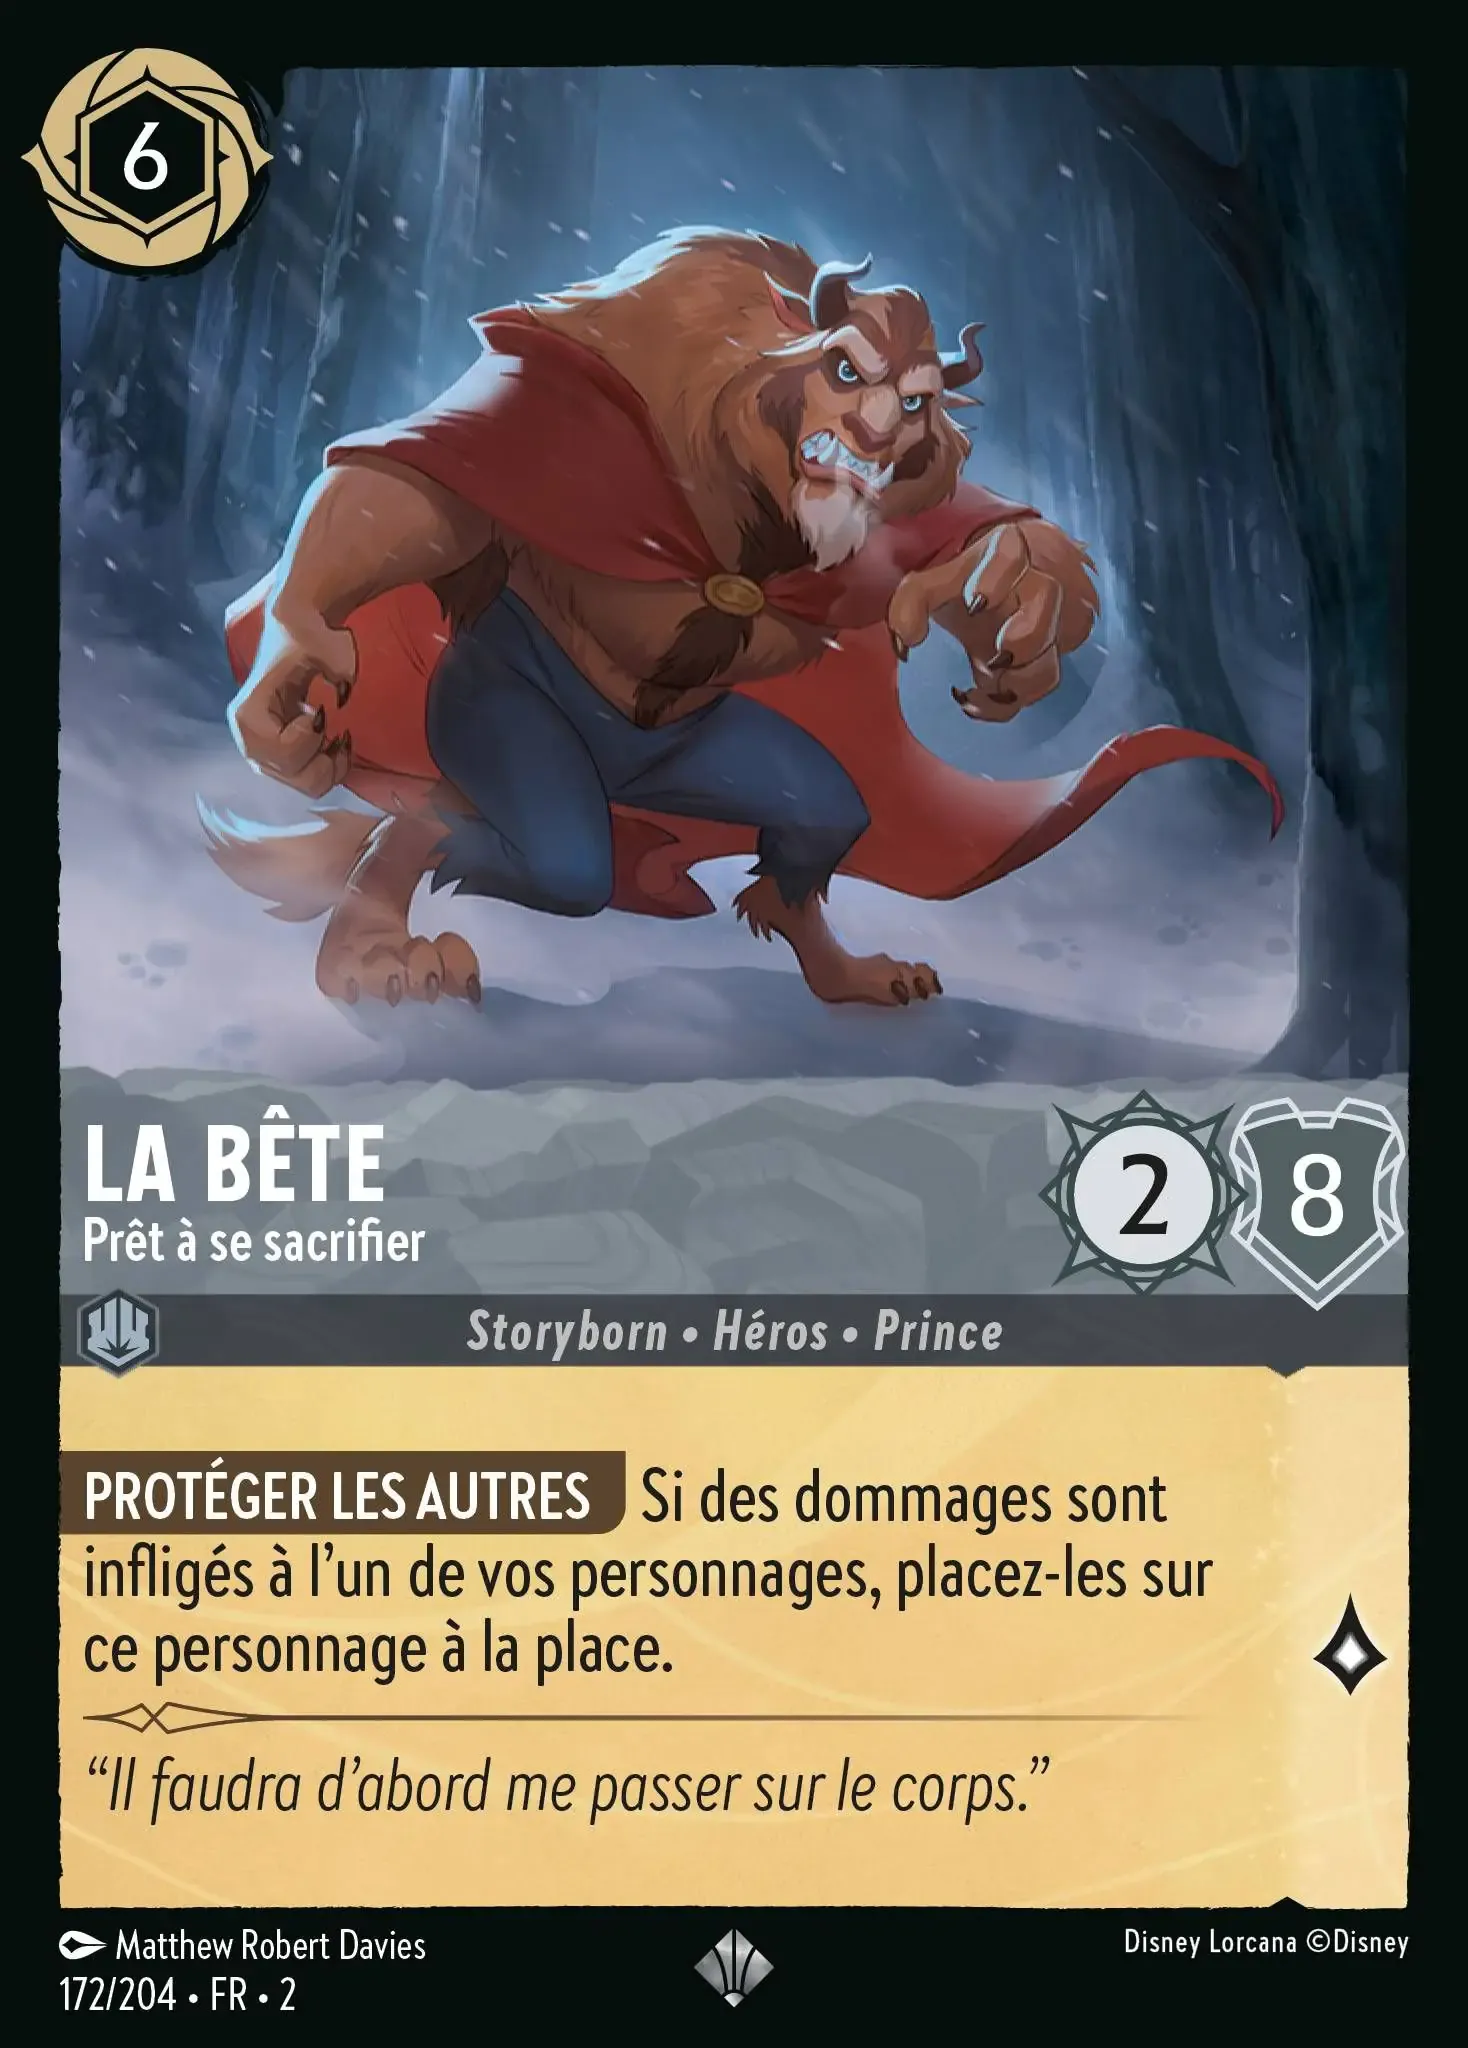 6
LA BÊTE
Prêt à se sacrifier
2
8
Storyborn • Héros • Prince
PROTÉGER LES AUTRES Si des dommages sont
infligés à l’un de vos personnages, placez-les sur
ce personnage à la place.
“Il faudra d’abord me passer sur le corps.”
Matthew Robert Davies
Disney Lorcana ©Disney
172/204 • FR • 2